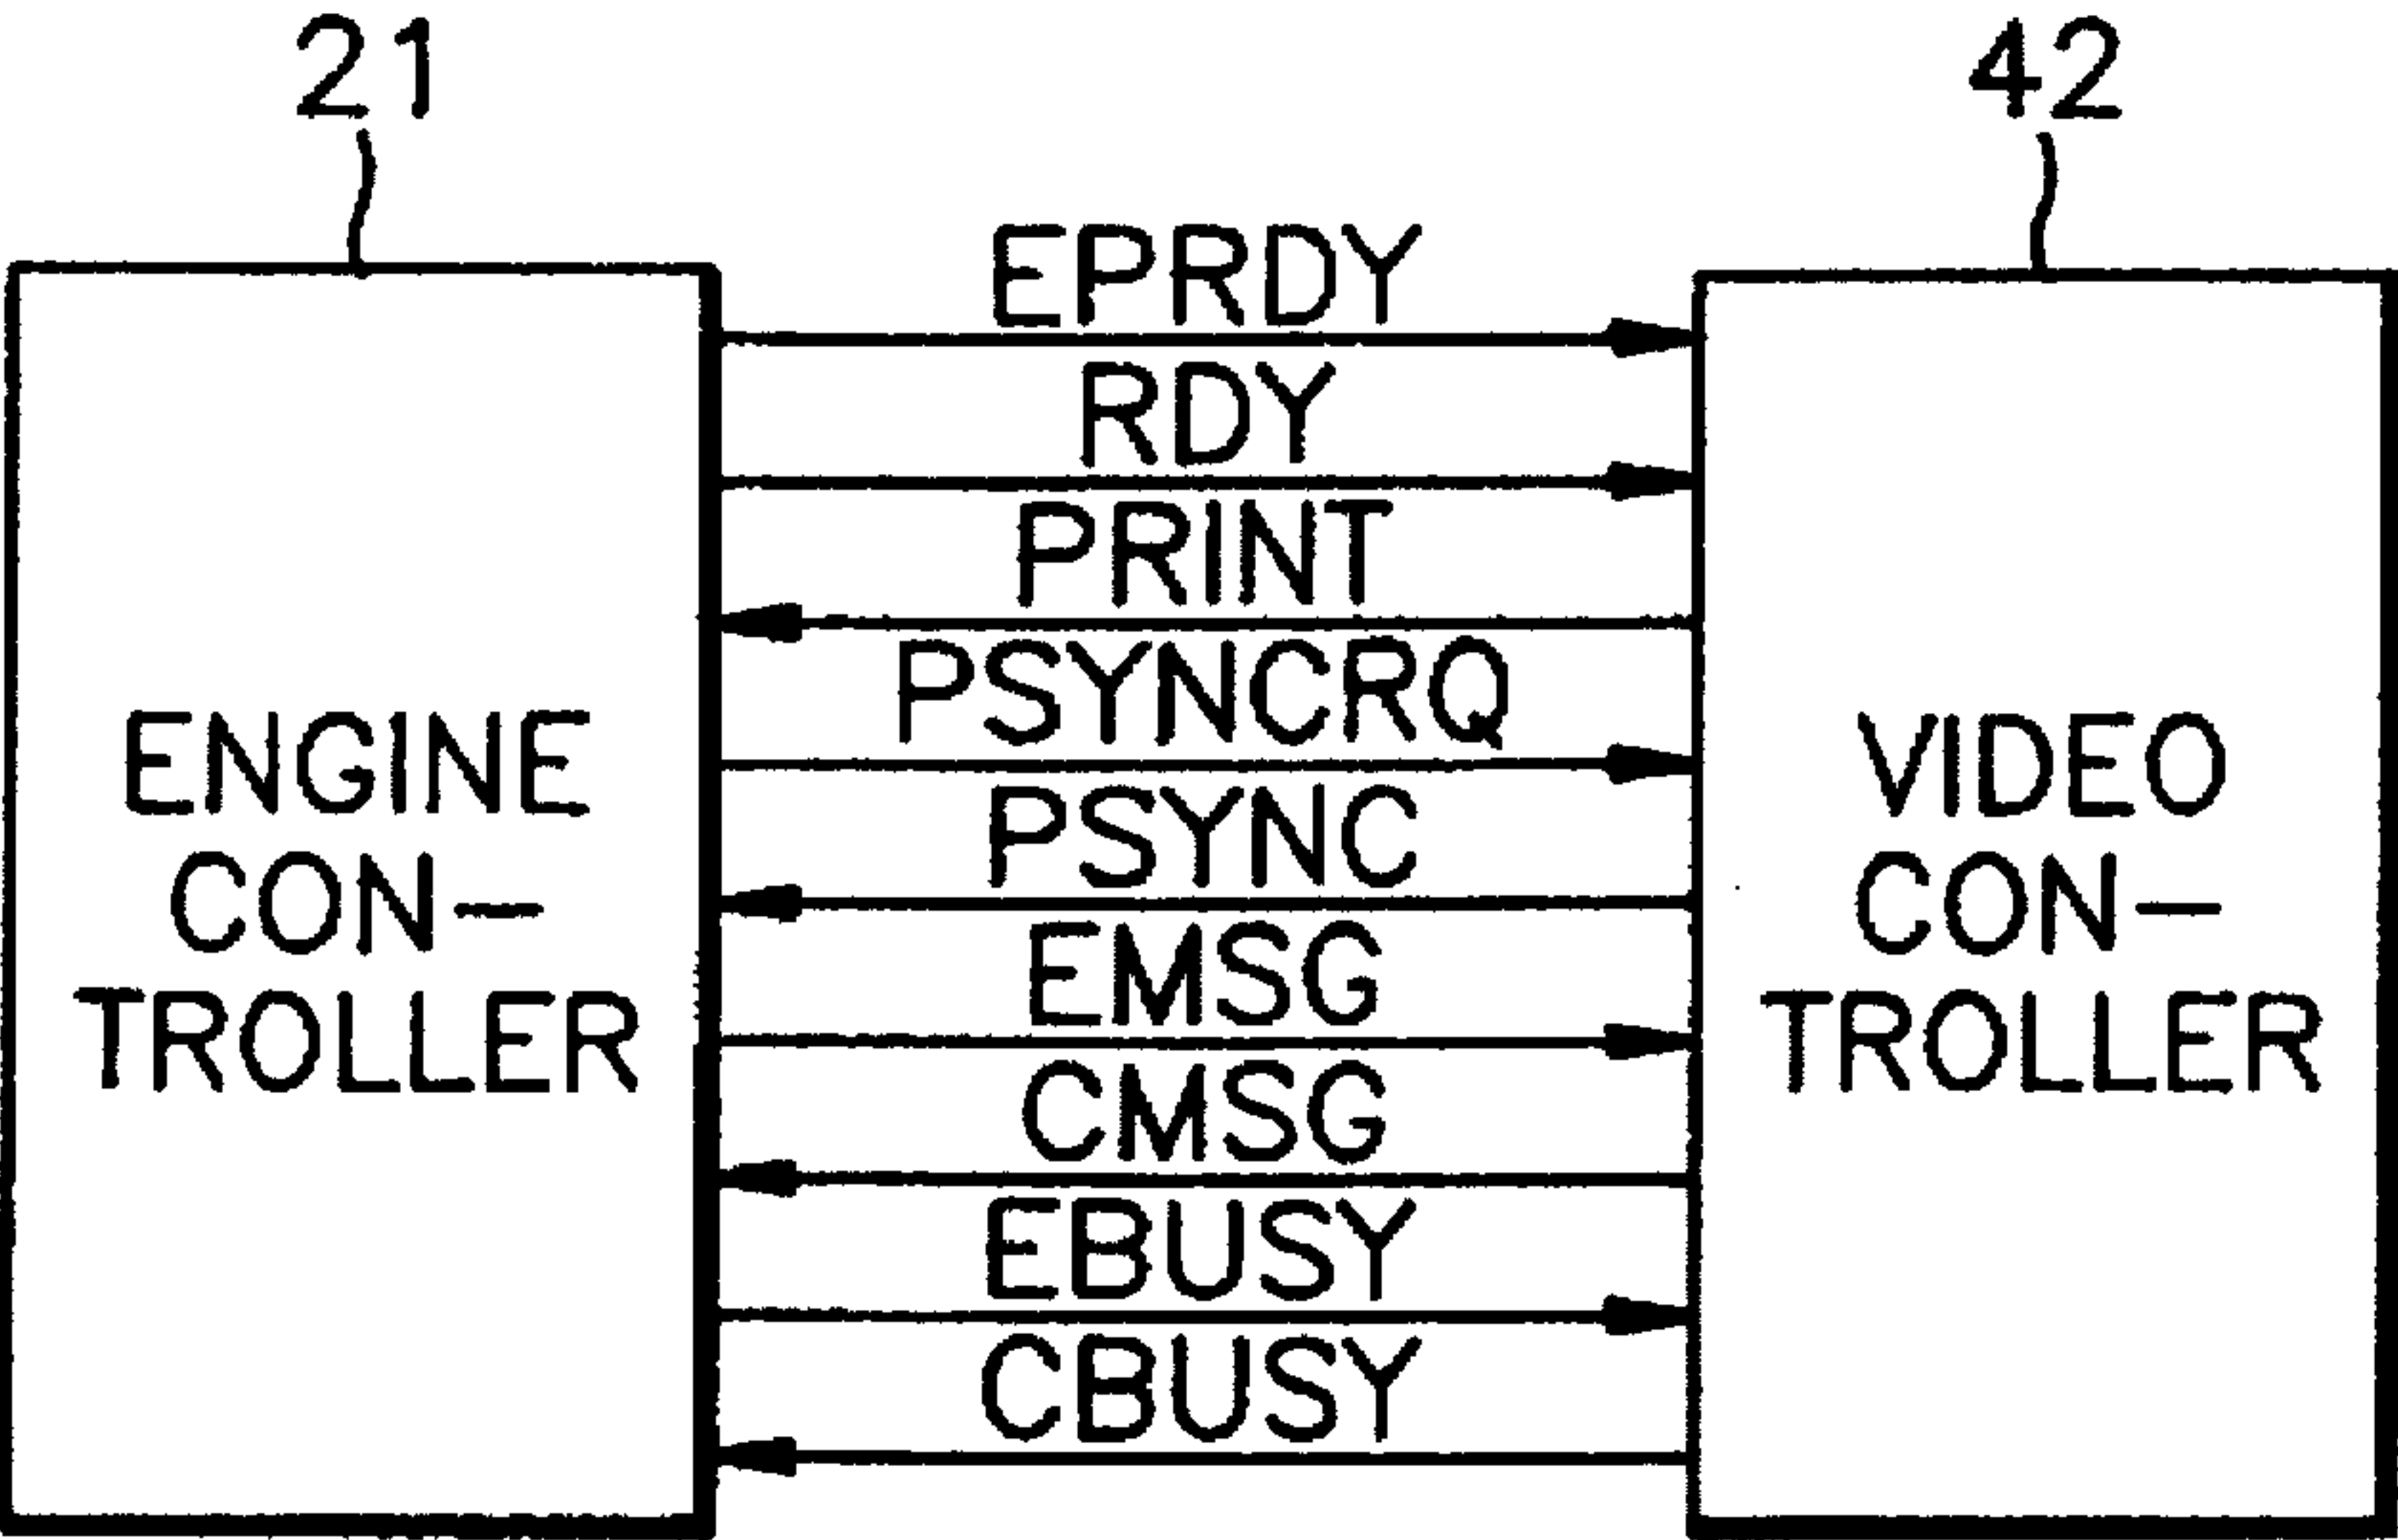 21
42
EPRDY
RDY
PRINT
PSYNCRQ
PSYNC
EMSG
CMSG
EBUSY
CBUSY
ENGINE
CON-
TROLLER
VIDEO
CON-
TROLLER